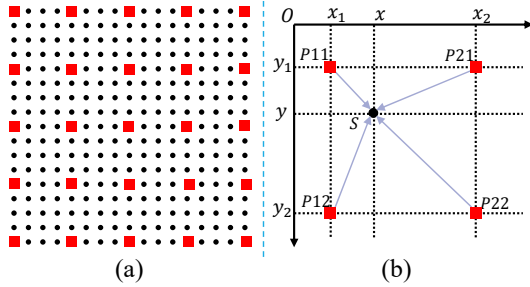 O x₁ x x₂
y₁ P11 P21
y S
y₂ P12 P22
(a) (b)